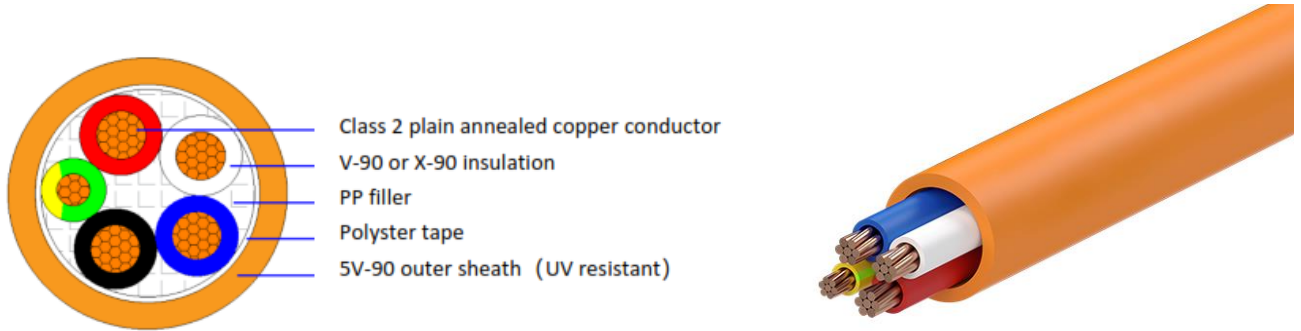 Class 2 plain annealed copper conductor
V-90 or X-90 insulation
PP filler
Polyster tape
5V-90 outer sheath（UV resistant）